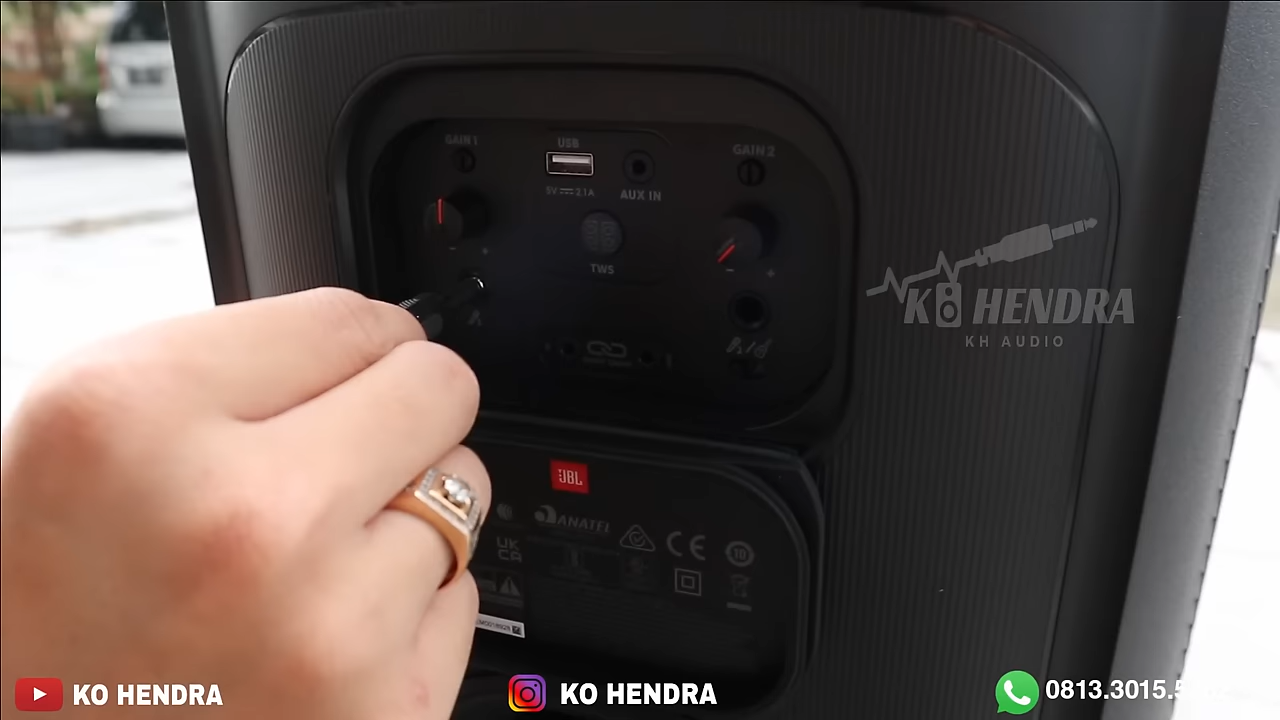 GAIN 1
USB
GAIN 2
5V 2.1A
AUX IN
- +
TWS
- +
KO HENDRA
KH AUDIO
JBL
ANATEL
UK
CA
CE
10
KO HENDRA
KO HENDRA
0813.3015.5